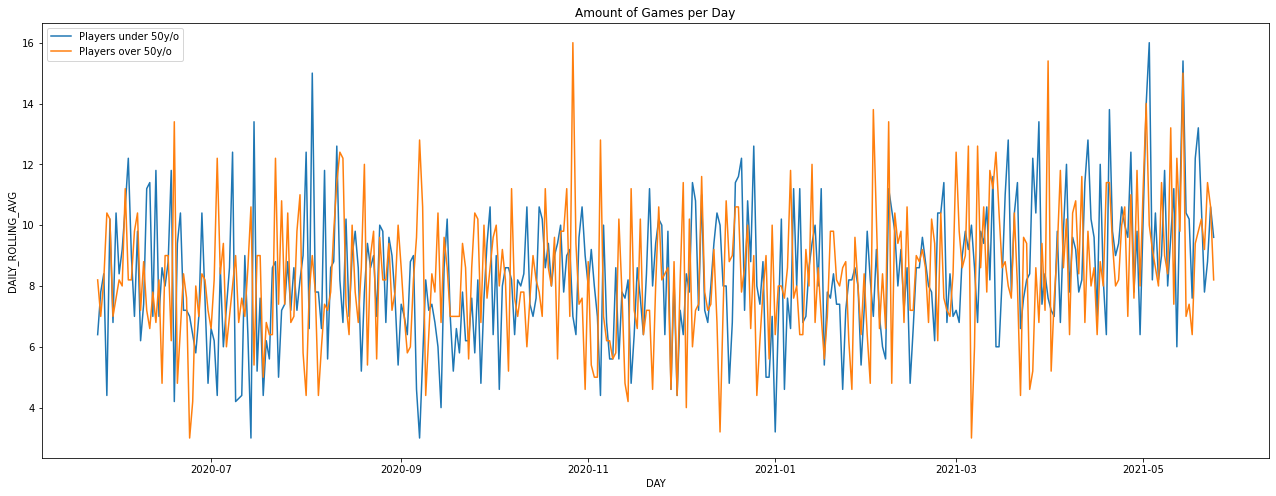 Amount of Games per Day
Players under 50y/o
Players over 50y/o
DAILY_ROLLING_AVG
16
14
12
10
8
6
4
2020-07
2020-09
2020-11
2021-01
2021-03
2021-05
DAY